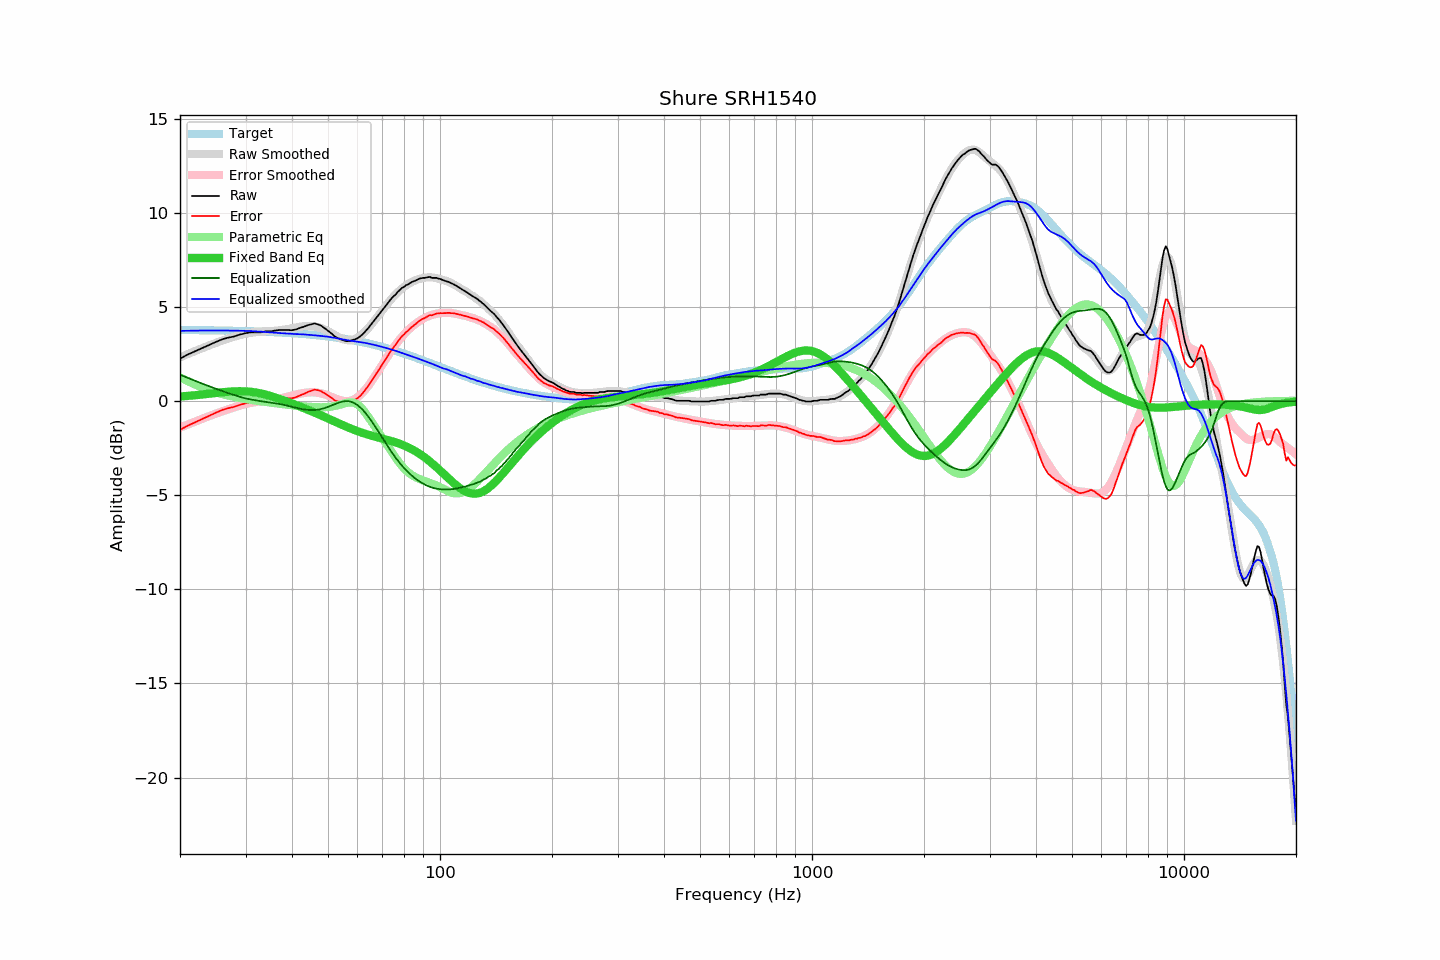 Shure SRH1540
Target
Raw Smoothed
Error Smoothed
Raw
Error
Parametric Eq
Fixed Band Eq
Equalization
Equalized smoothed
15
10
5
0
−5
−10
−15
−20
Amplitude (dBr)
100 1000 10000
Frequency (Hz)